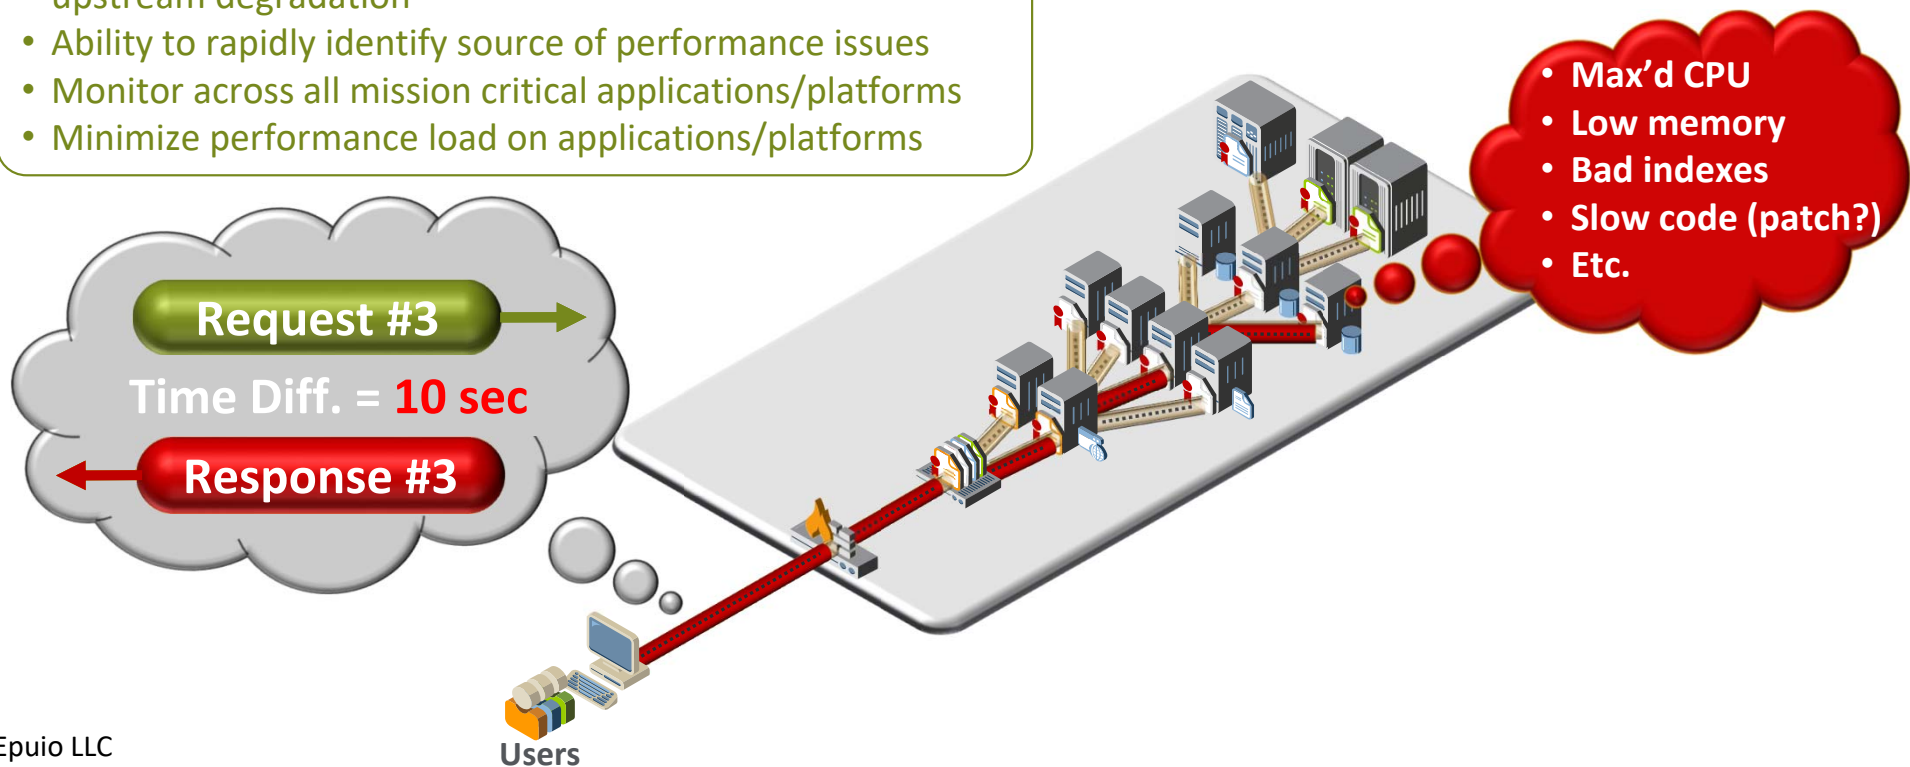 upstream degradation
• Ability to rapidly identify source of performance issues
• Monitor across all mission critical applications/platforms
• Minimize performance load on applications/platforms
• Max’d CPU
• Low memory
• Bad indexes
• Slow code (patch?)
• Etc.
Request #3
Time Diff. = 10 sec
Response #3
Users
Epuio LLC